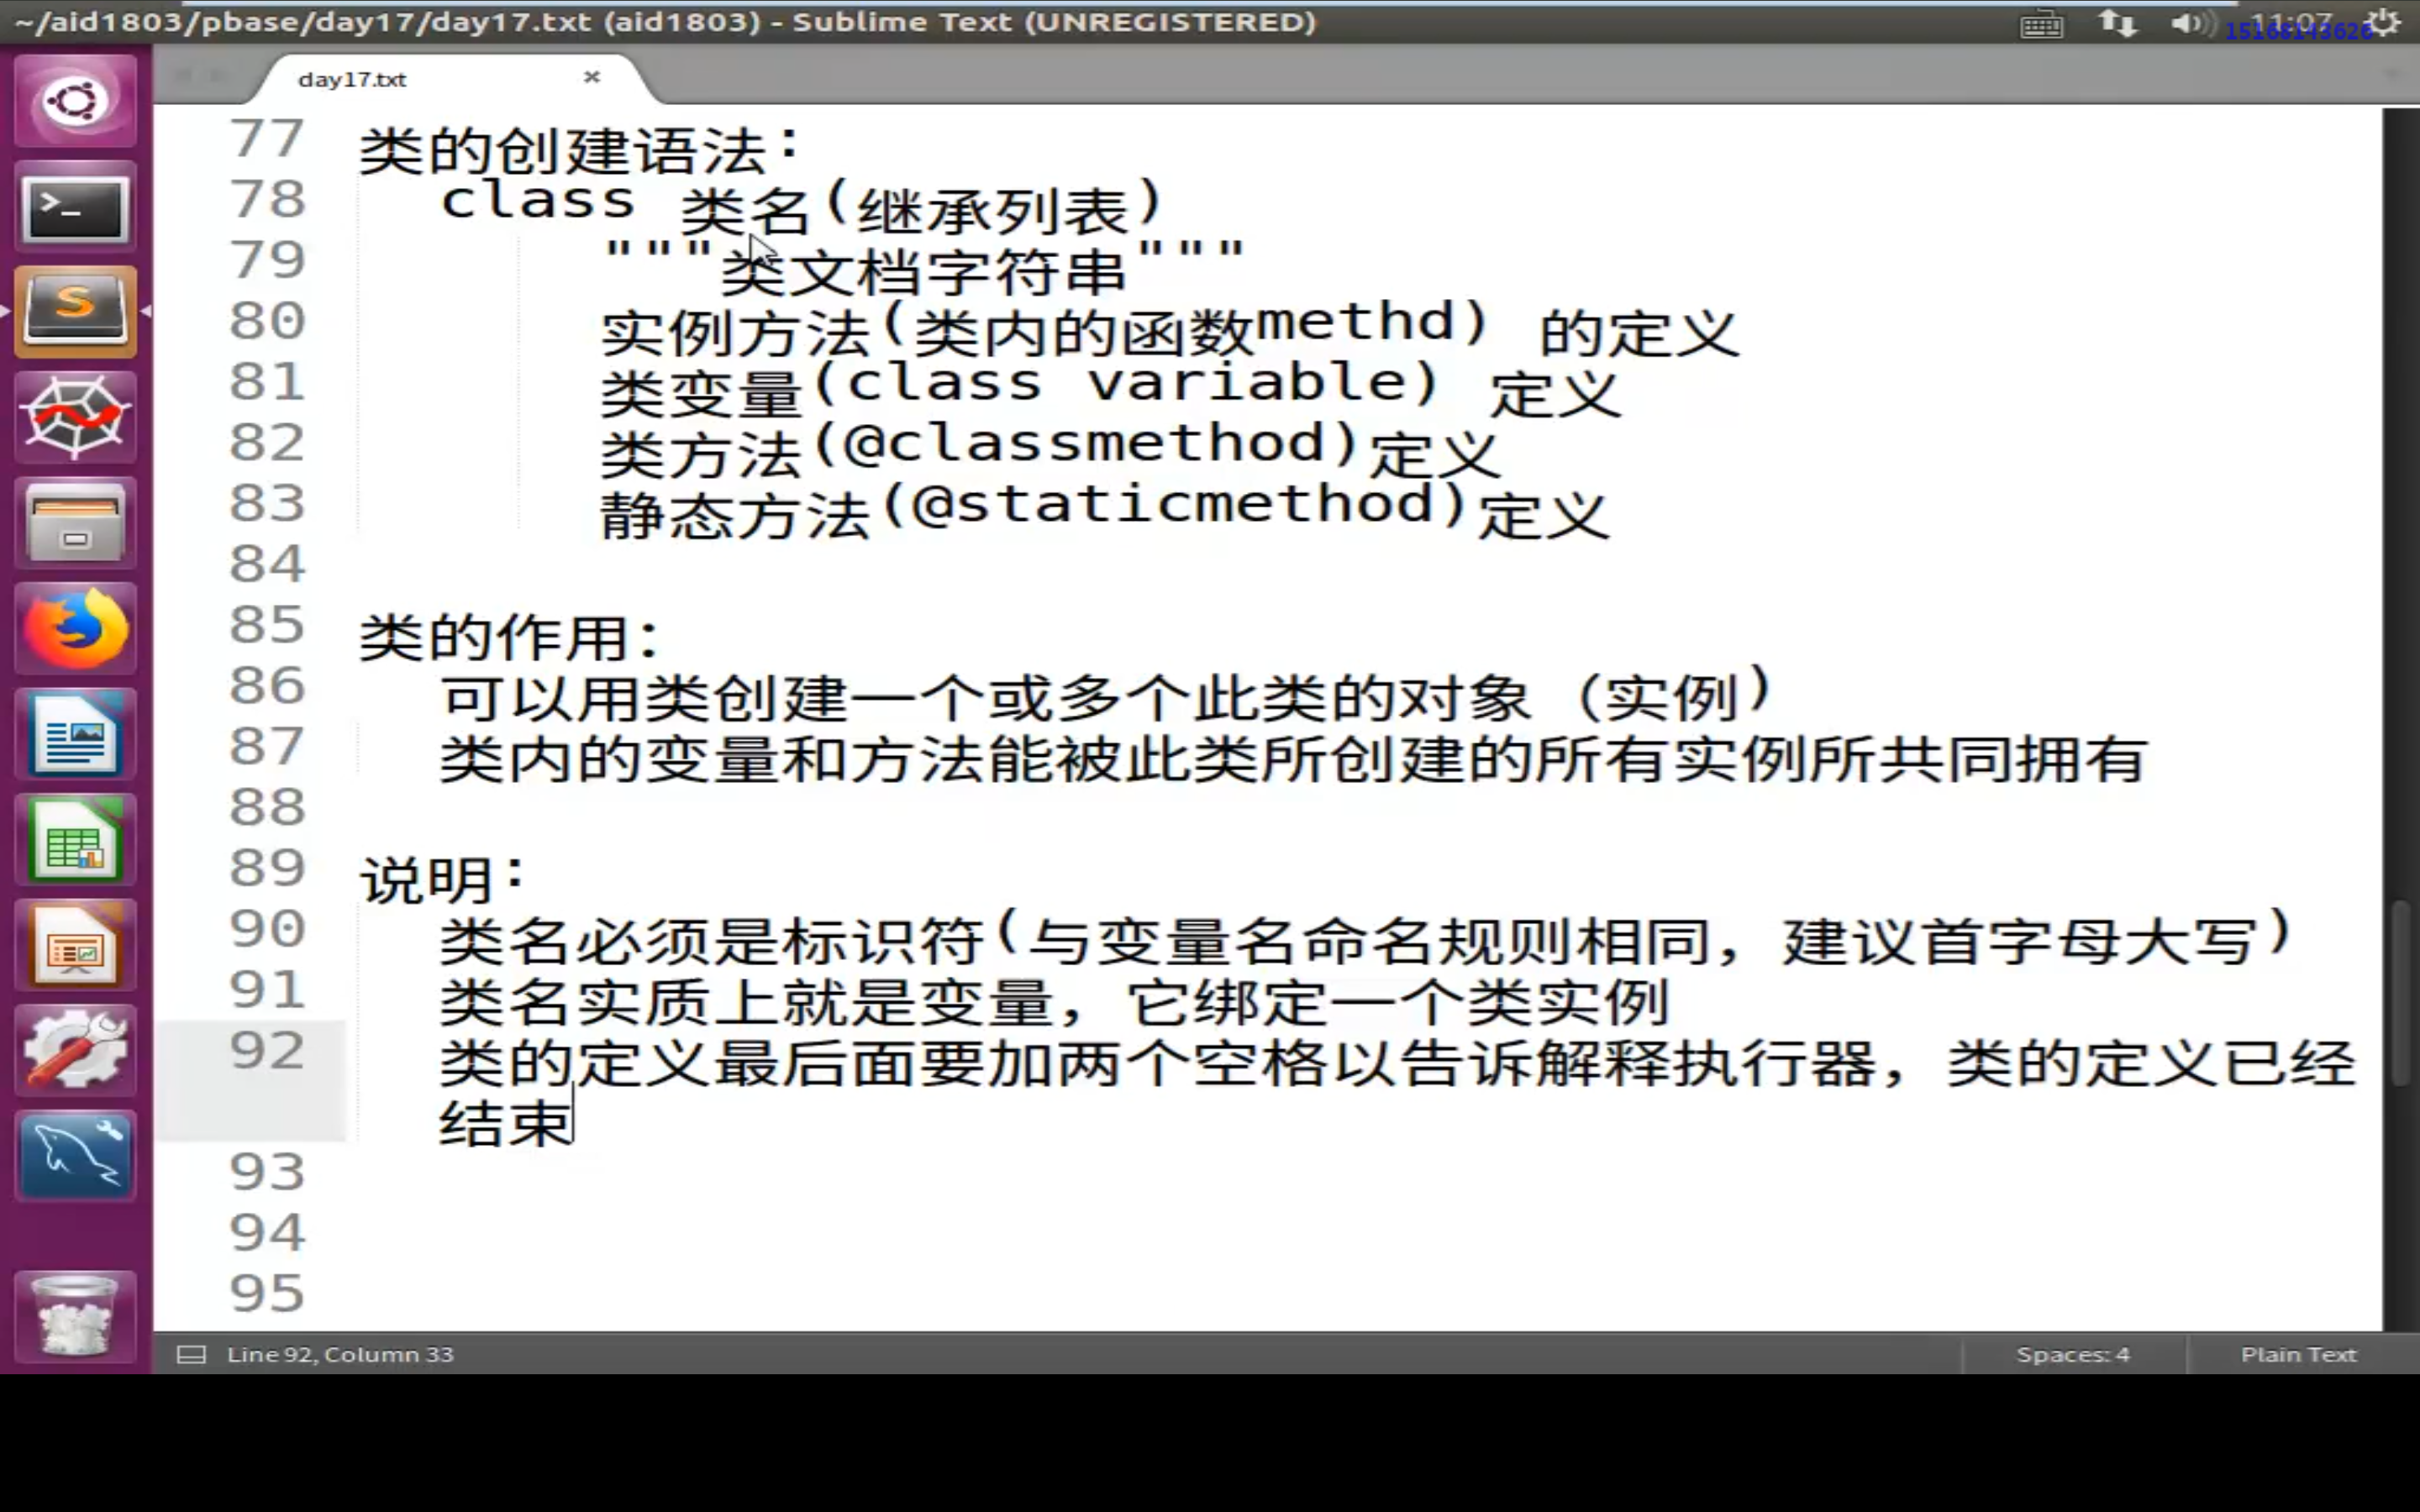 ~/aid1803/pbase/day17/day17.txt (aid1803) - Sublime Text (UNREGISTERED)
11:07
day17.txt ×
77 类的创建语法:
78 class 类名(继承列表)
79 """类文档字符串"""
80 实例方法(类内的函数methd) 的定义
81 类变量(class variable) 定义
82 类方法(@classmethod)定义
83 静态方法(@staticmethod)定义
84
85 类的作用:
86 可以用类创建一个或多个此类的对象 (实例)
87 类内的变量和方法能被此类所创建的所有实例所共同拥有
88
89 说明:
90 类名必须是标识符(与变量名命名规则相同，建议首字母大写)
91 类名实质上就是变量，它绑定一个类实例
92 类的定义最后面要加两个空格以告诉解释执行器，类的定义已经
结束
93
94
95
Line 92, Column 33
Spaces: 4
Plain Text